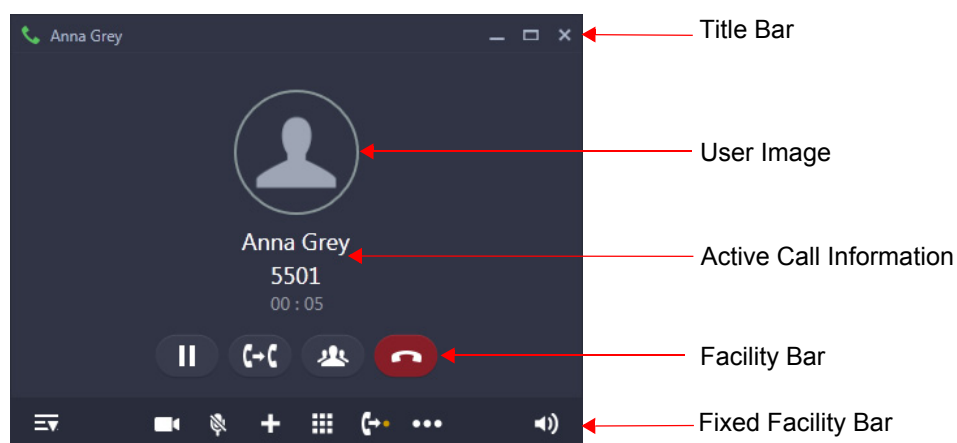 Anna Grey
Title Bar
User Image
Anna Grey
5501
00 : 05
Active Call Information
Facility Bar
Fixed Facility Bar